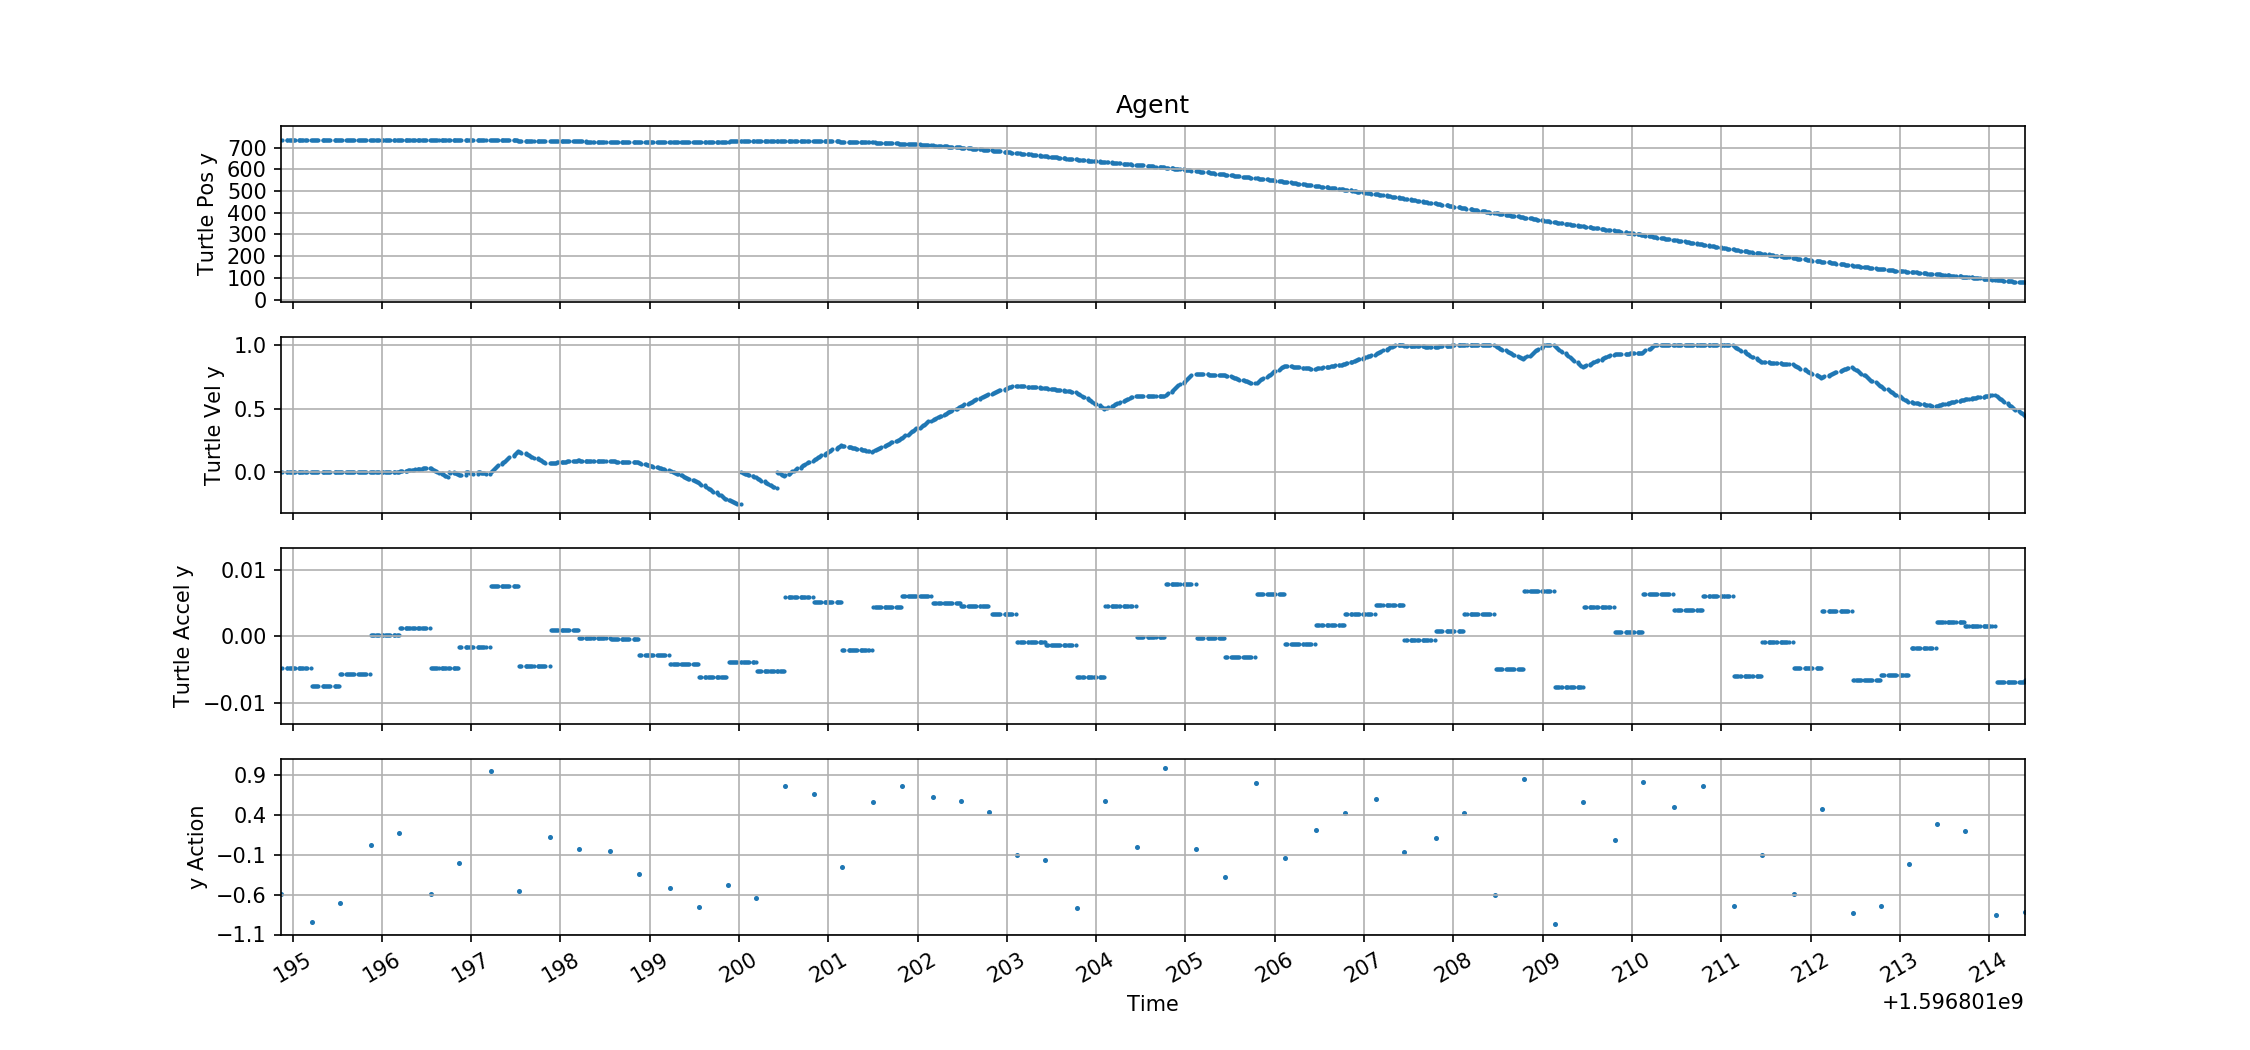 Agent
Turtle Pos y
700
600
500
400
300
200
100
0
Turtle Vel y
1.0
0.5
0.0
Turtle Accel y
0.01
0.00
−0.01
y Action
0.9
0.4
−0.1
−0.6
−1.1
195 196 197 198 199 200 201 202 203 204 205 206 207 208 209 210 211 212 213 214
Time
+1.596801e9